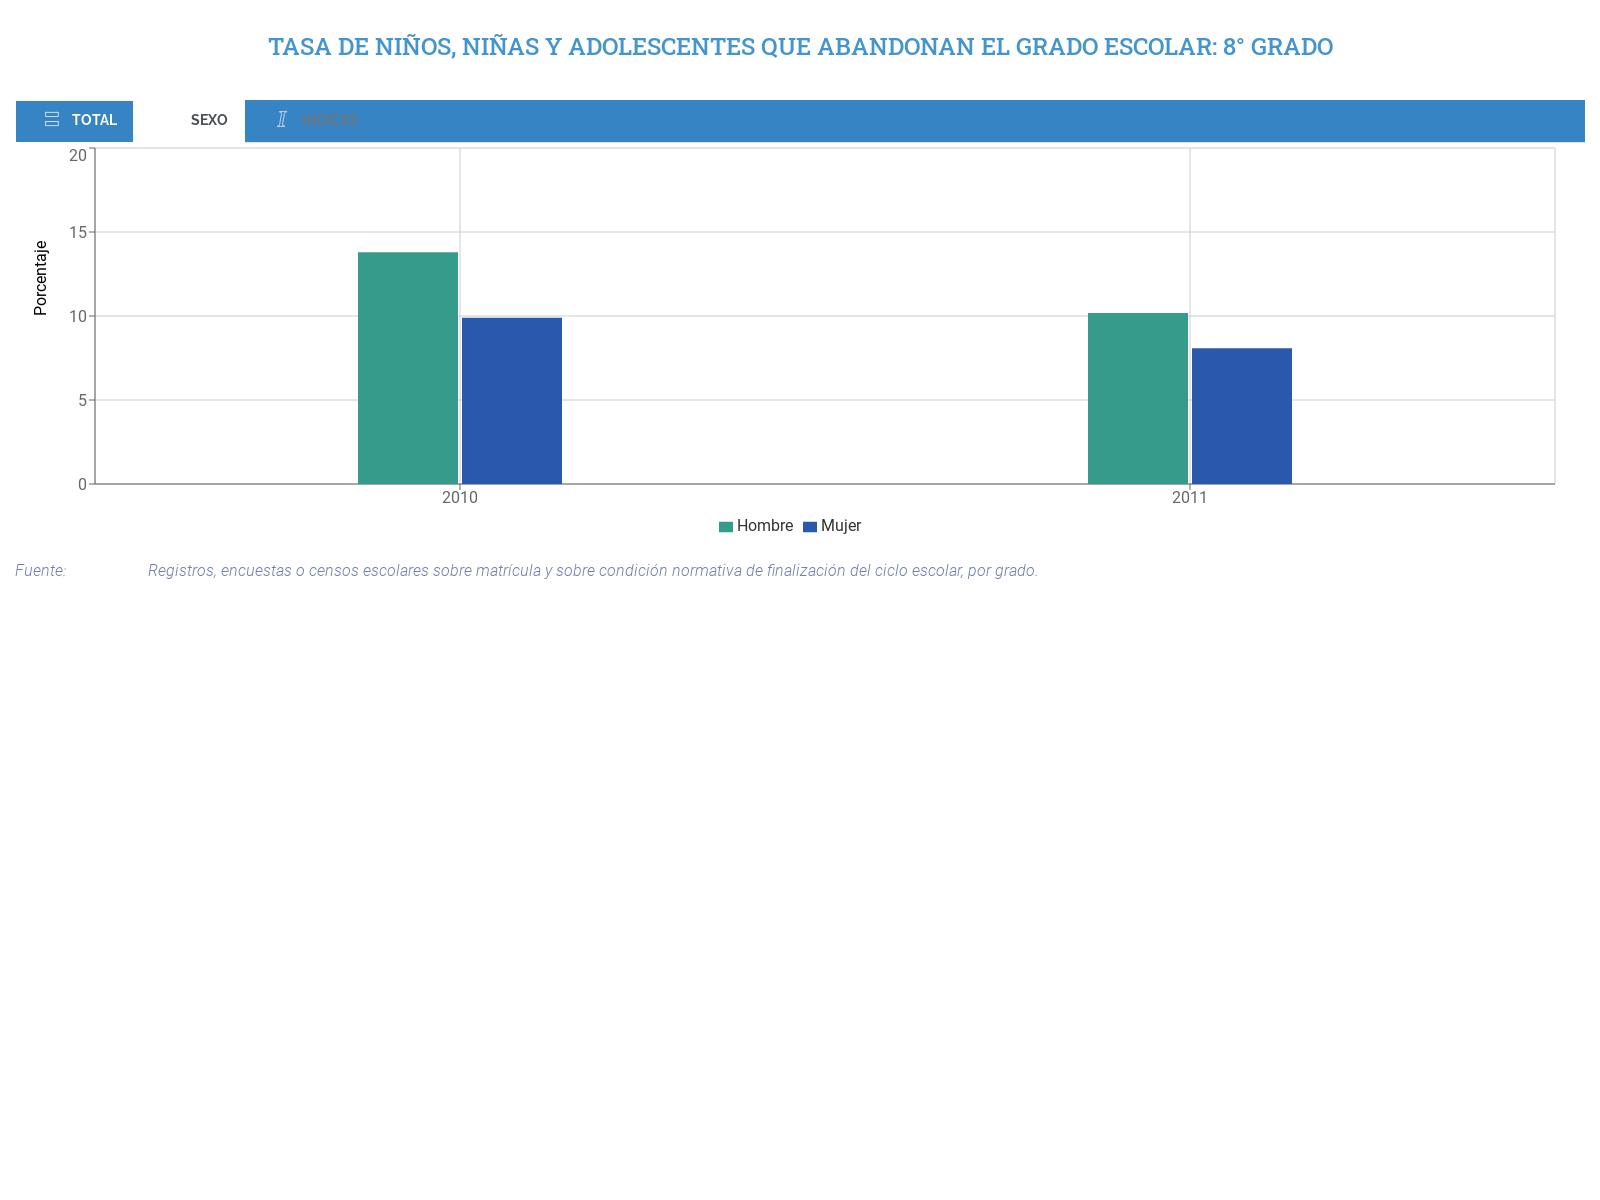 TASA DE NIÑOS, NIÑAS Y ADOLESCENTES QUE ABANDONAN EL GRADO ESCOLAR: 8° GRADO
TOTAL
SEXO
INDICES
Porcentaje
20
15
10
5
0
2010
2011
Hombre
Mujer
Fuente:
Registros, encuestas o censos escolares sobre matrícula y sobre condición normativa de finalización del ciclo escolar, por grado.